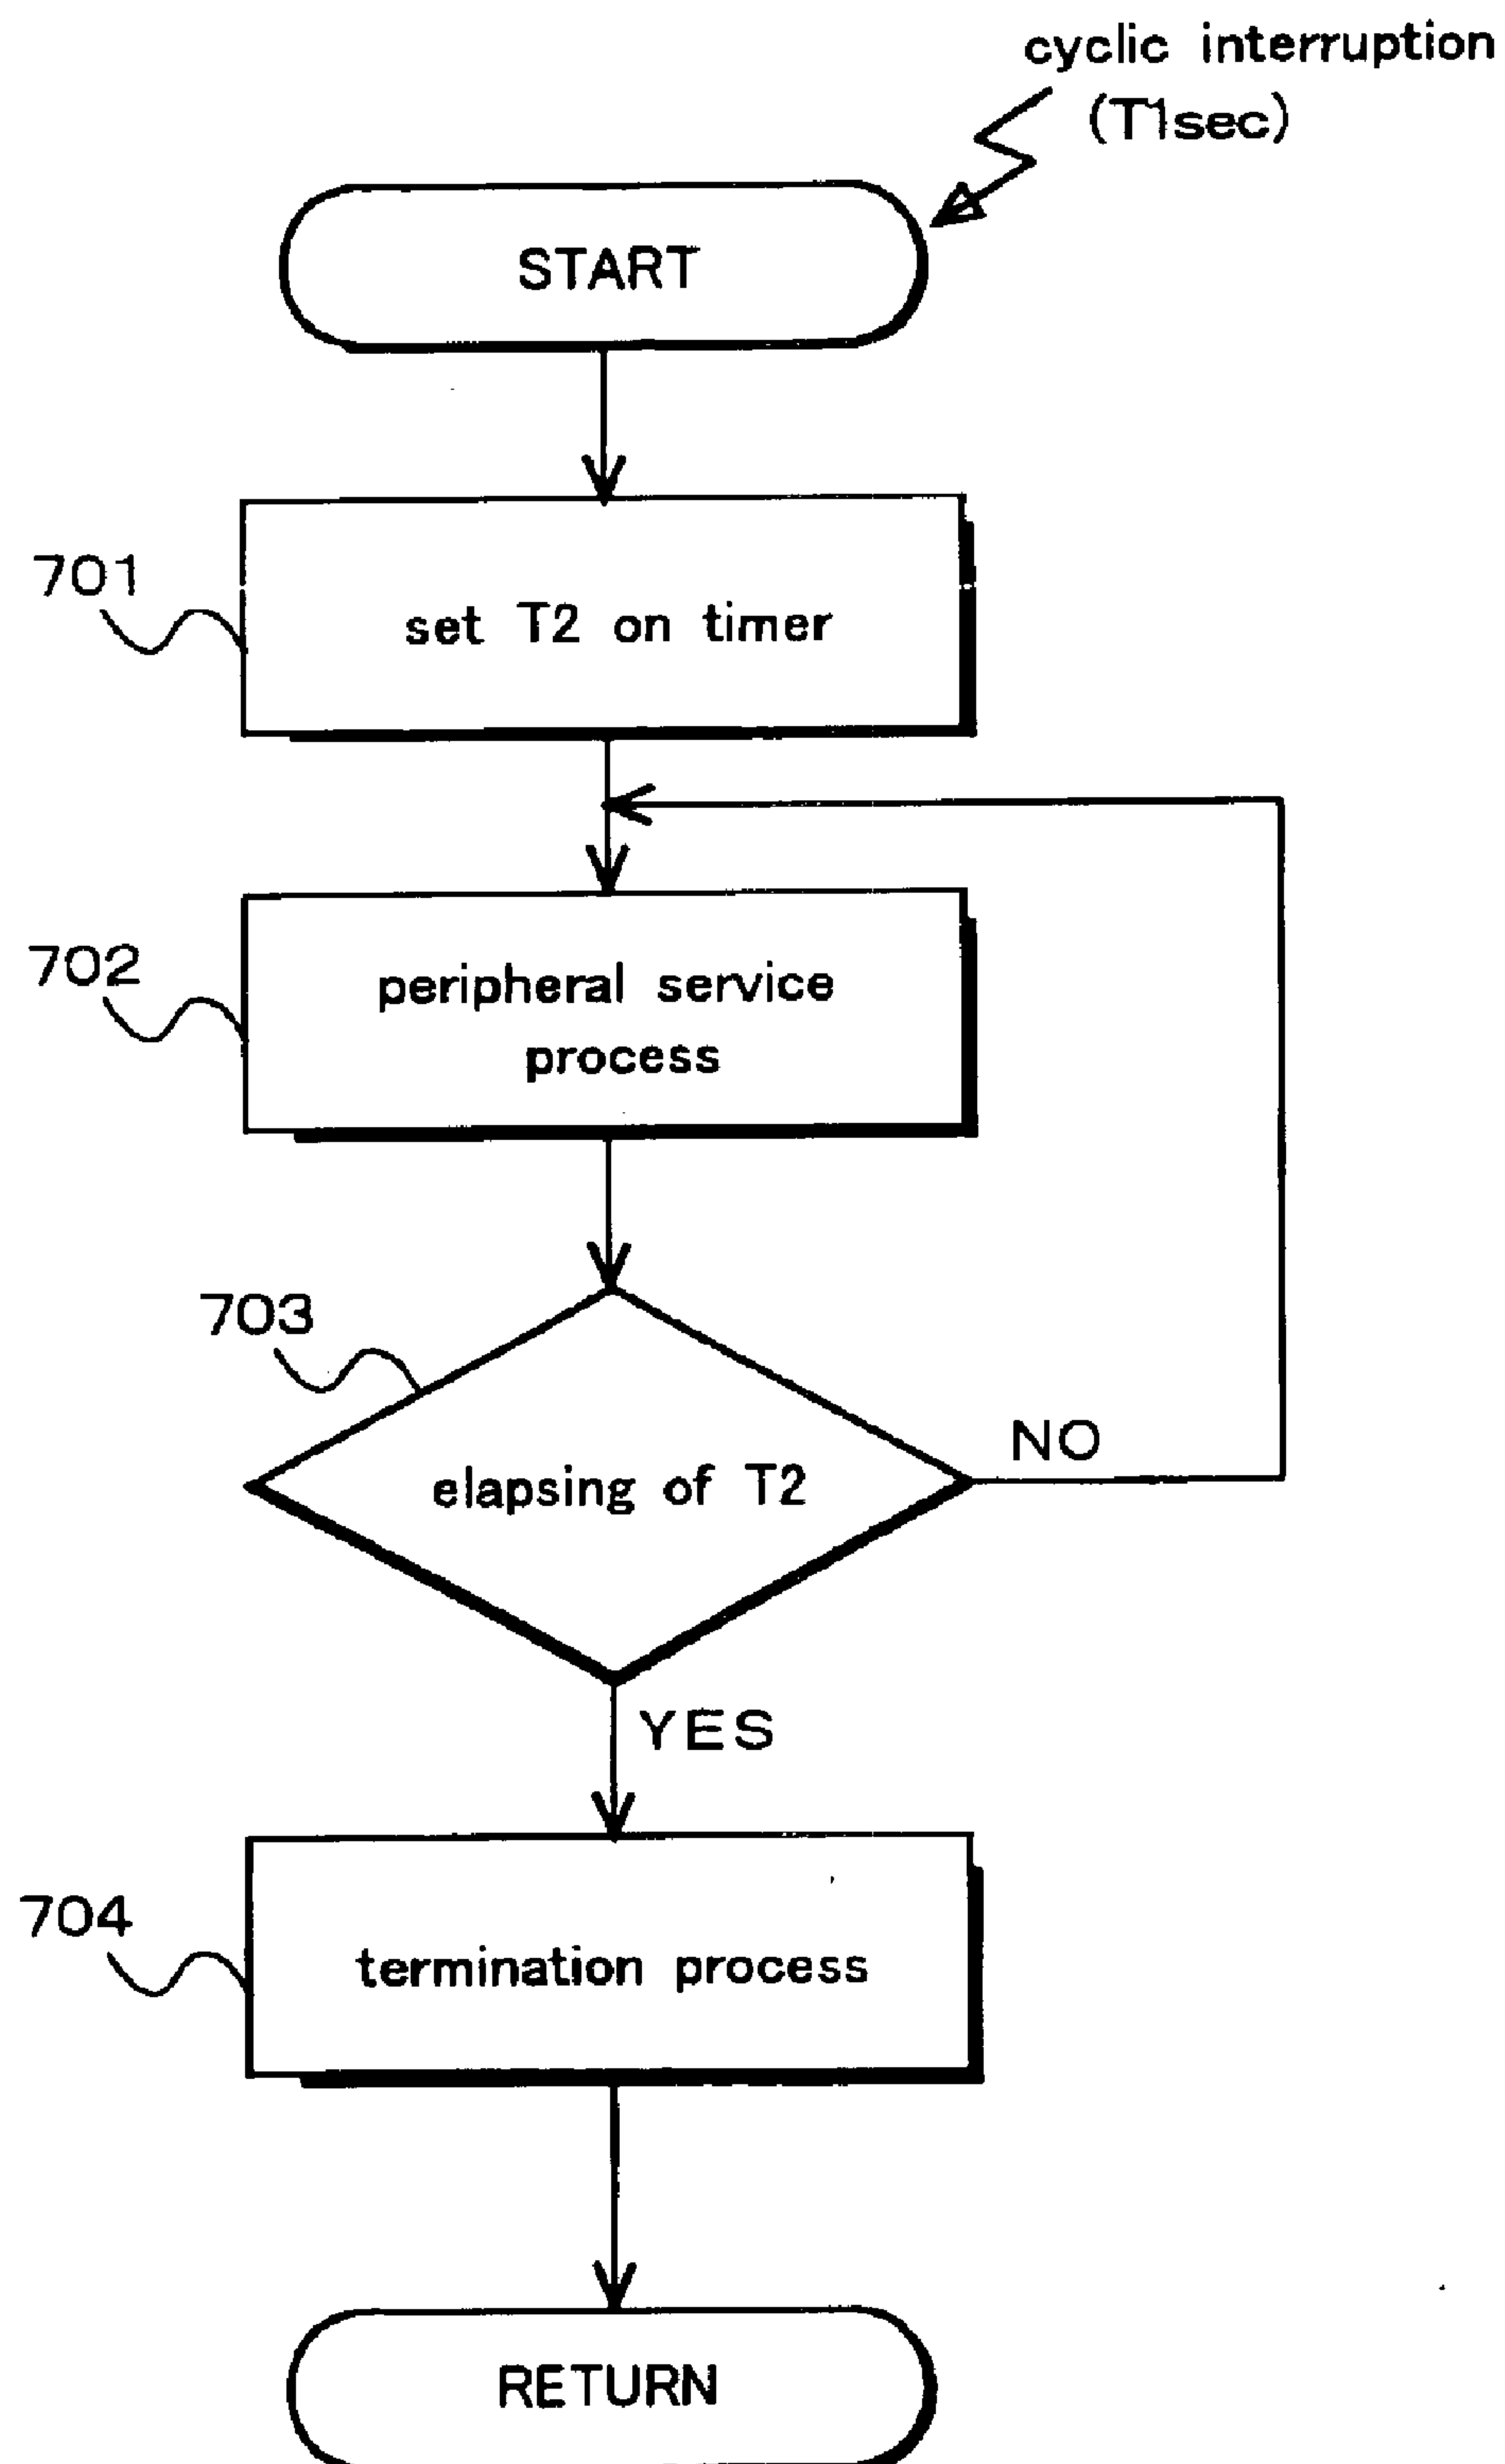 cyclic interruption
(T1sec)
START
701
set T2 on timer
702
peripheral service
process
703
elapsing of T2
NO
YES
704
termination process
RETURN